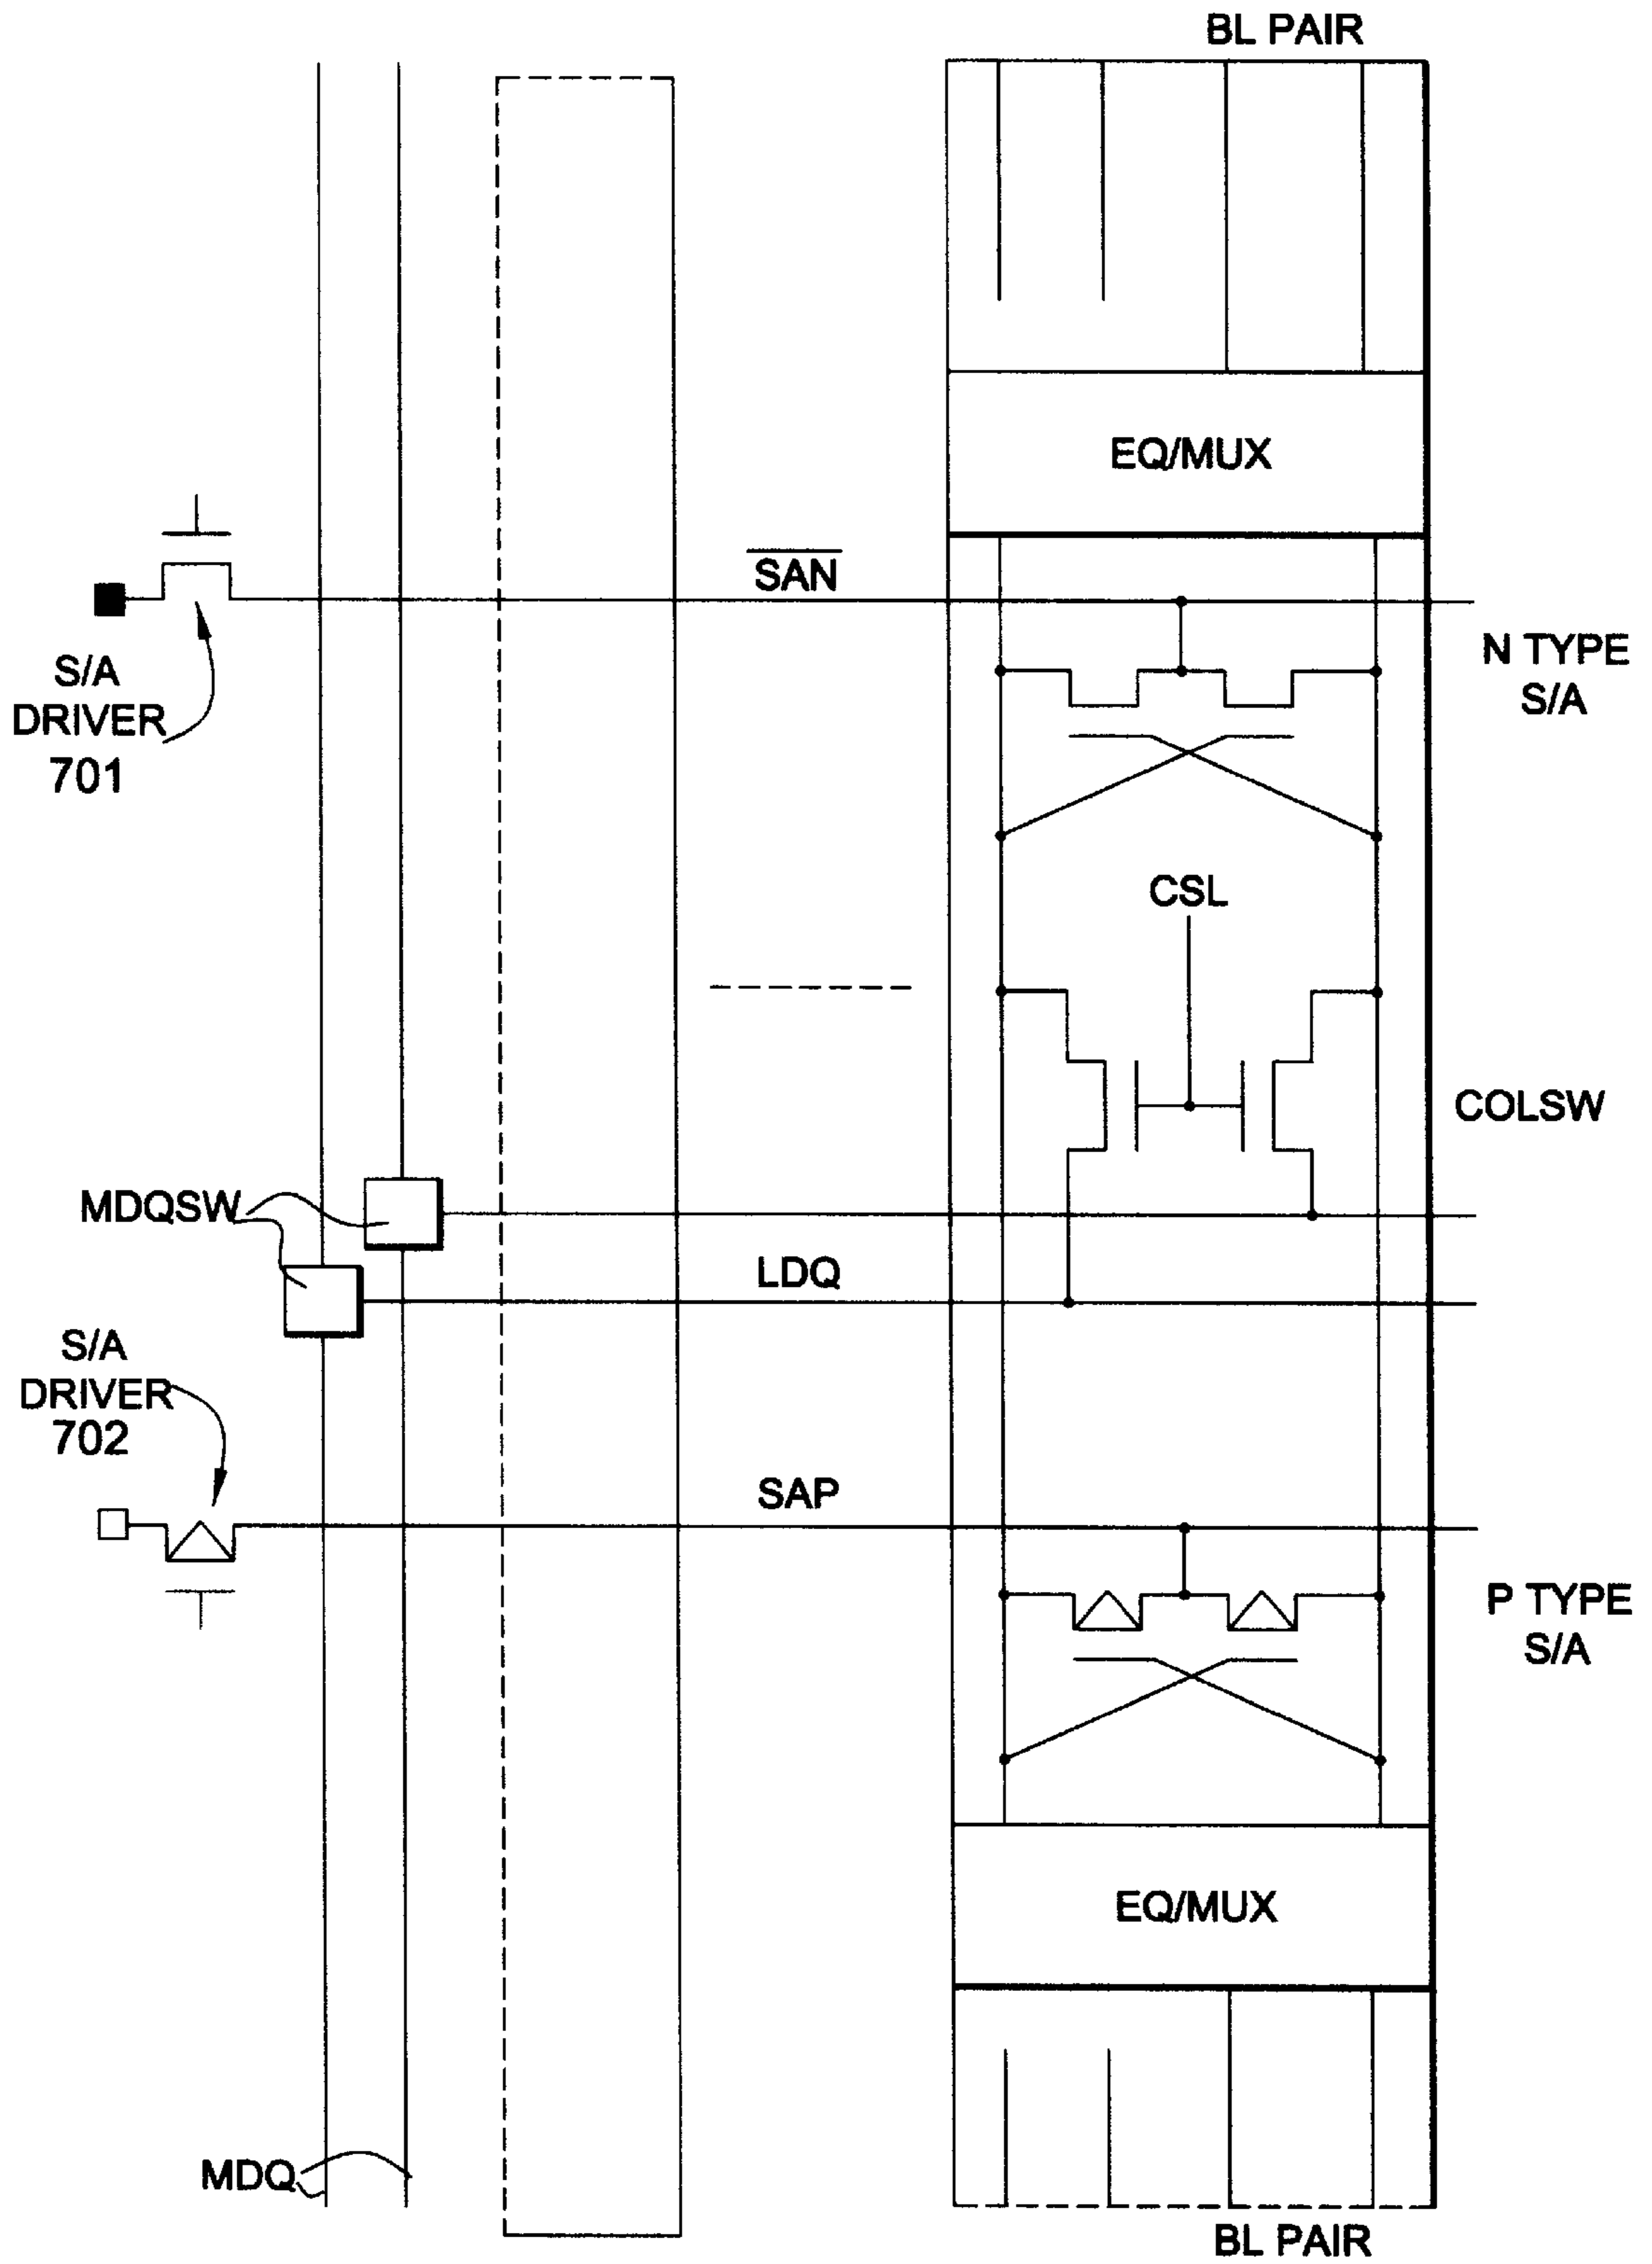 BL PAIR
EQ/MUX
SAN
N TYPE
S/A
S/A
DRIVER
701
CSL
COLSW
MDQSW
LDQ
S/A
DRIVER
702
SAP
P TYPE
S/A
EQ/MUX
MDQ
BL PAIR